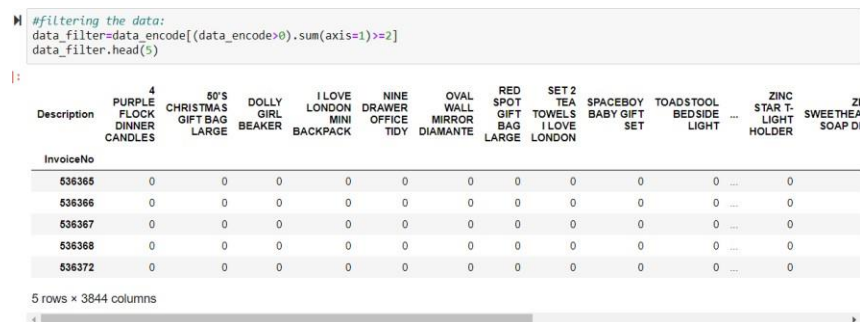 #filtering the data:
data_filter=data_encode[(data_encode>0).sum(axis=1)>=2]
data_filter.head(5)
Description 4 PURPLE FLOCK DINNER CANDLES 50'S CHRISTMAS GIFT BAG LARGE DOLLY GIRL BEAKER I LOVE LONDON MINI BACKPACK NINE DRAWER OFFICE TIDY OVAL WALL MIRROR DIAMANTE RED SPOT GIFT BAG LARGE SET 2 TEA TOWELS I LOVE LONDON SPACEBOY BABY GIFT SET TOADSTOOL BEDSIDE LIGHT ... ZINC STAR T-LIGHT HOLDER
InvoiceNo
536365 0 0 0 0 0 0 0 0 0 0 ... 0
536366 0 0 0 0 0 0 0 0 0 0 ... 0
536367 0 0 0 0 0 0 0 0 0 0 ... 0
536368 0 0 0 0 0 0 0 0 0 0 ... 0
536372 0 0 0 0 0 0 0 0 0 0 ... 0
5 rows × 3844 columns